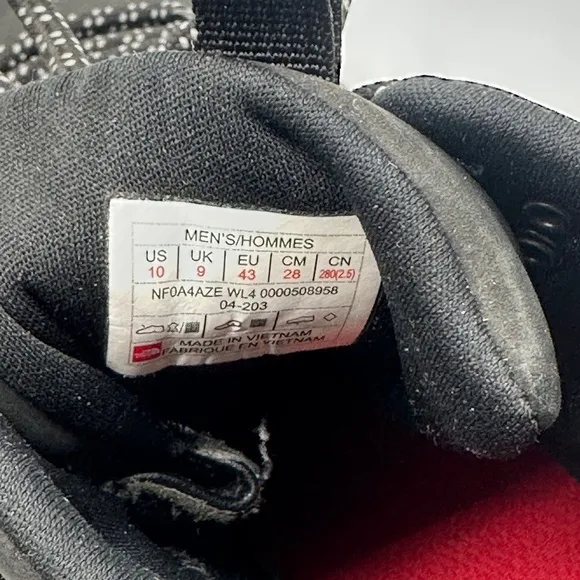 MEN'S/HOMMES
US UK EU CM CN
10 9 43 28 280(2.5)
NF0A4AZE WL4 0000508958
04-203
MADE IN VIETNAM
FABRIQUE EN VIETNAM